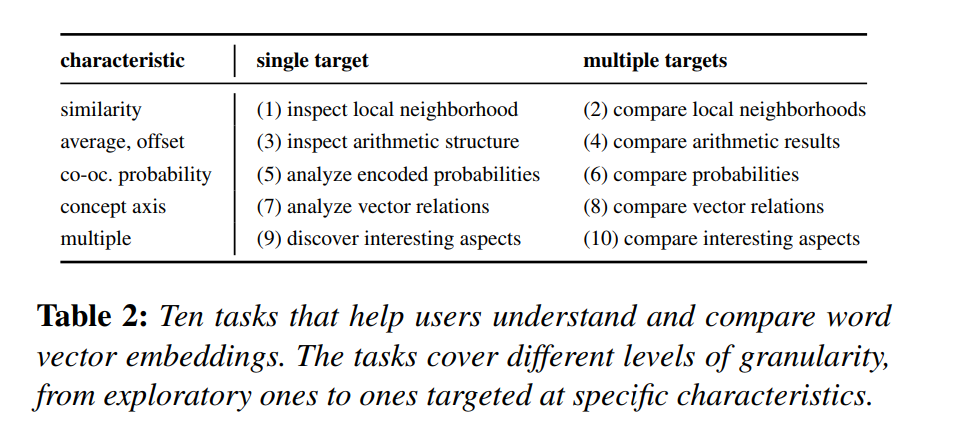 characteristic single target multiple targets
similarity (1) inspect local neighborhood (2) compare local neighborhoods
average, offset (3) inspect arithmetic structure (4) compare arithmetic results
co-oc. probability (5) analyze encoded probabilities (6) compare probabilities
concept axis (7) analyze vector relations (8) compare vector relations
multiple (9) discover interesting aspects (10) compare interesting aspects
Table 2: Ten tasks that help users understand and compare word
vector embeddings. The tasks cover different levels of granularity,
from exploratory ones to ones targeted at specific characteristics.